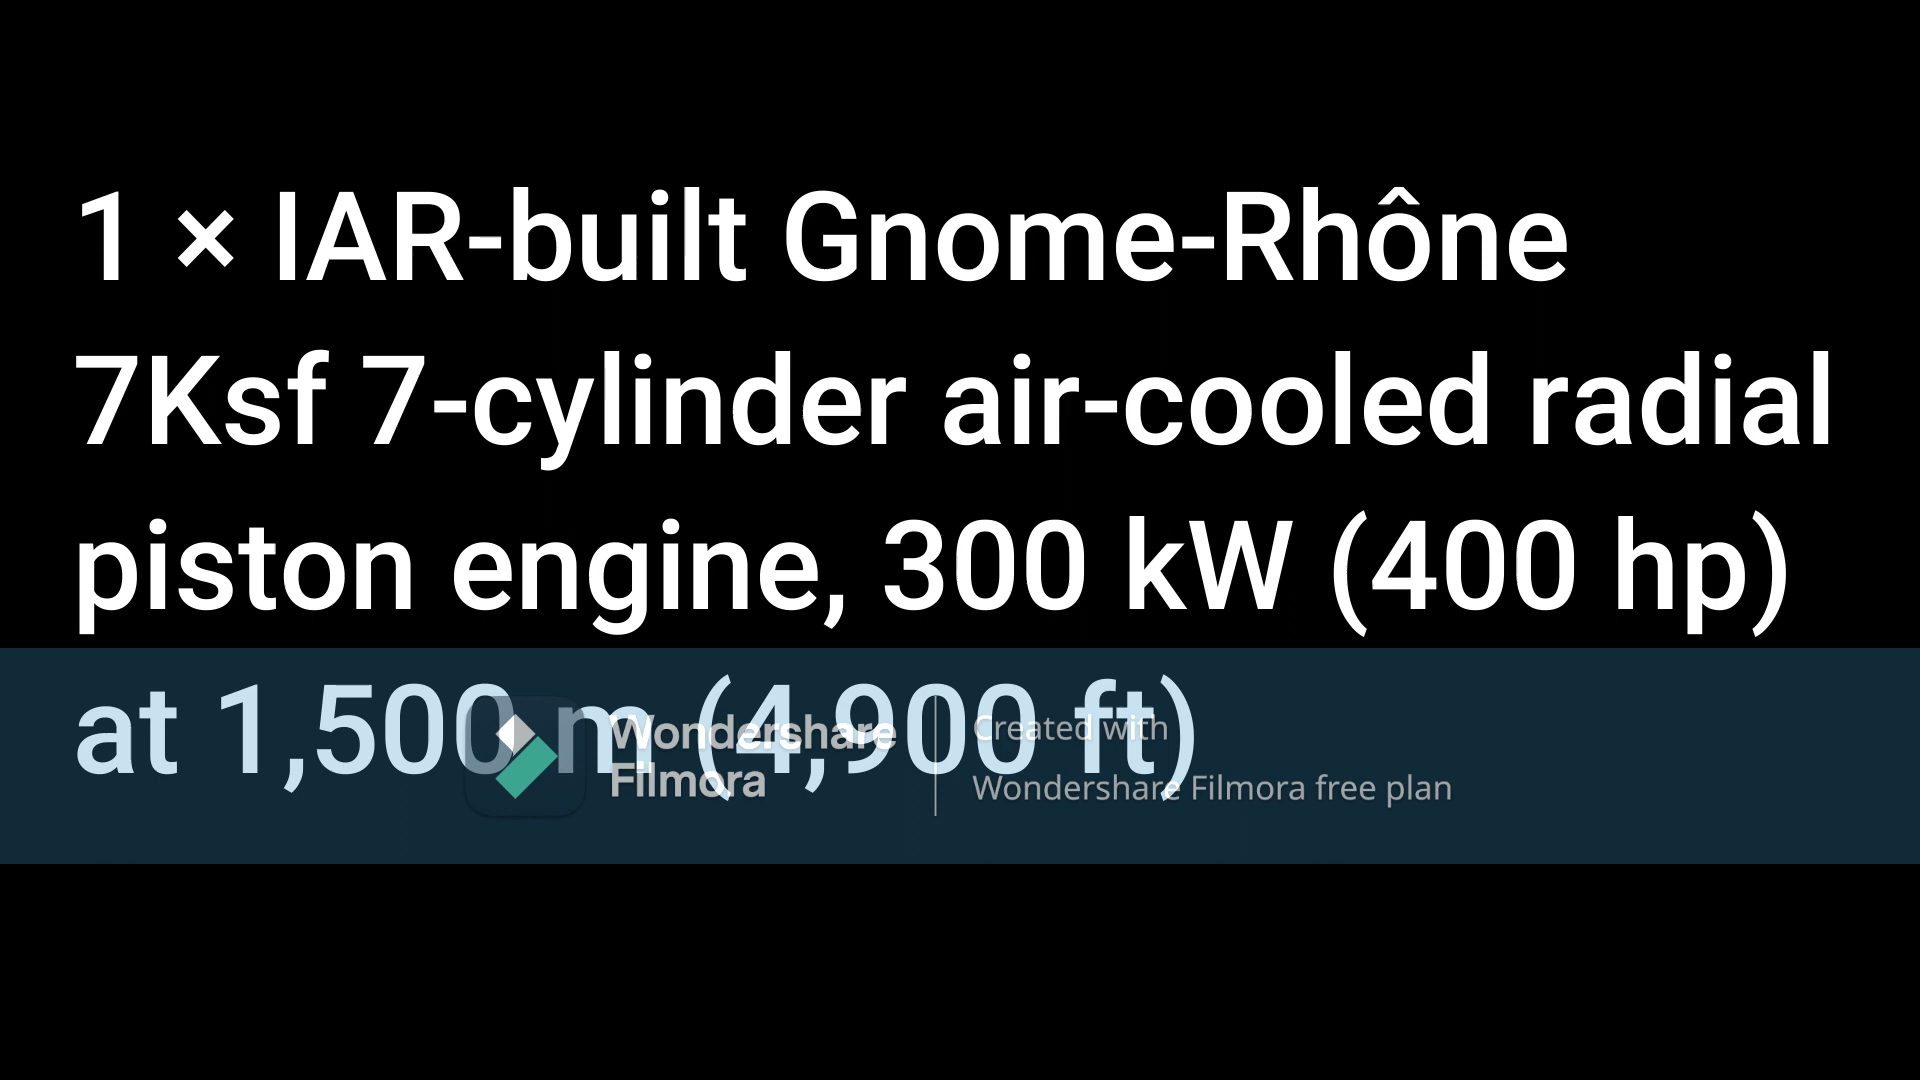 1 × IAR-built Gnome-Rhône
7Ksf 7-cylinder air-cooled radial
piston engine, 300 kW (400 hp)
at 1,500 m (4,900 ft)
Wondershare
Filmora
Created with
Wondershare Filmora free plan